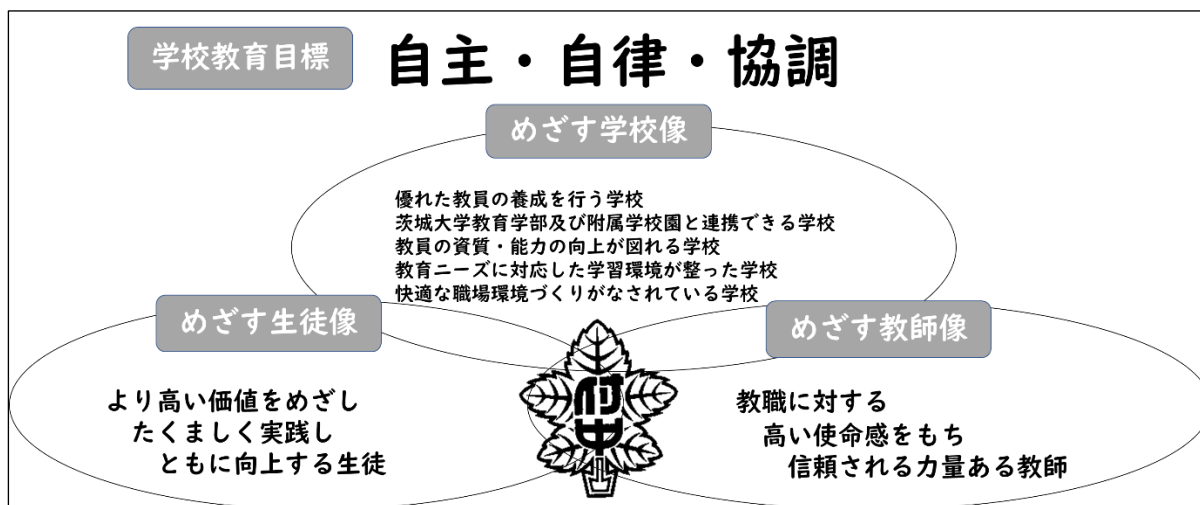 学校教育目標
自主・自律・協調
めざす学校像
優れた教員の養成を行う学校
茨城大学教育学部及び附属学校園と連携できる学校
教員の資質・能力の向上が図れる学校
教育ニーズに対応した学習環境が整った学校
快適な職場環境づくりがなされている学校
めざす生徒像
より高い価値をめざし
たくましく実践し
ともに向上する生徒
めざす教師像
教職に対する
高い使命感をもち
信頼される力量ある教師
附中